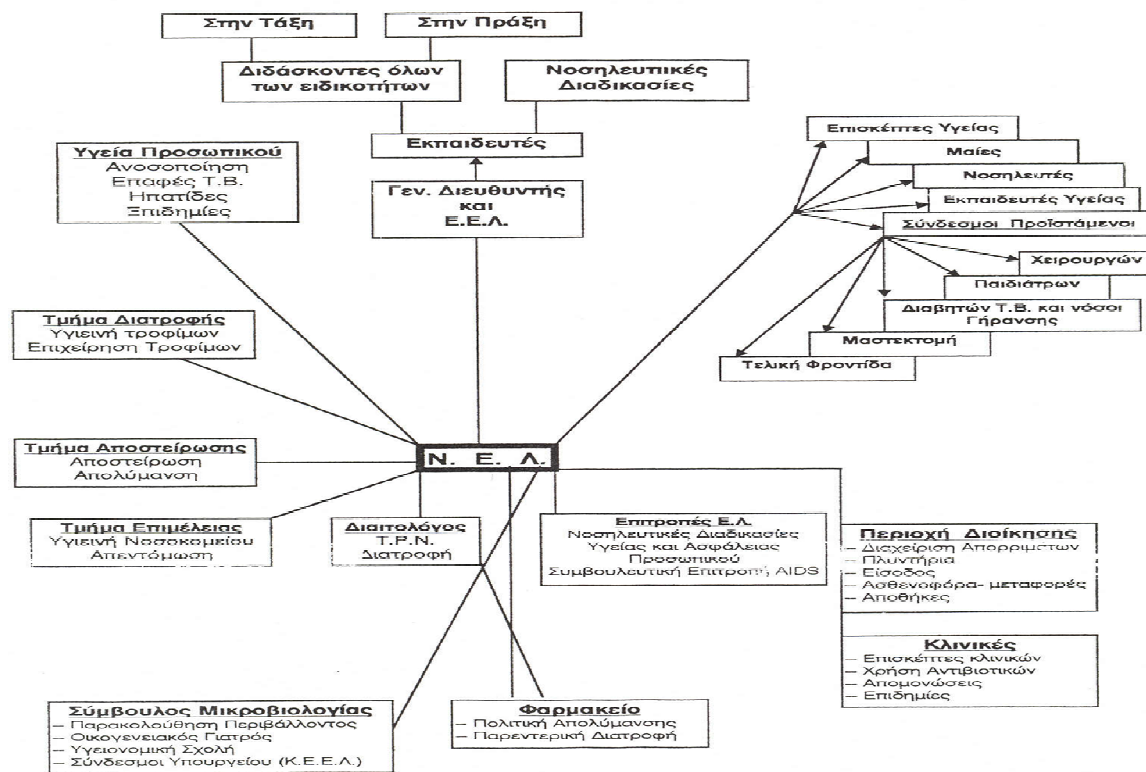 Στην Τάξη
Στην Πράξη
Διδάσκοντες όλων
των ειδικοτήτων
Νοσηλευτικές
Διαδικασίες
Εκπαιδευτές
Γεν. Διευθυντής
και
Ε.Ε.Λ.
Υγεία Προσωπικού
Ανοσοποίηση
Επαφές Τ.Β.
Ηπατίδες
Ξπιδημίες
Επισκέπτες Υγείας
Μαίες
Νοσηλευτές
Εκπαιδευτές Υγείας
Σύνδεσμοι Προϊστάμενοι
Χειρουργών
Παιδιάτρων
Διαβητών Τ.Β. και νόσοι
Γήρανσης
Μαστεκτομή
Τελική Φροντίδα
Τμήμα Διατροφής
Υγιεινή τροφίμων
Επιχείρηση Τροφίμων
Τμήμα Αποστείρωσης
Αποστείρωση
Απολύμανση
Ν. Ε. Λ.
Τμήμα Επιμέλειας
Υγιεινή Νοσοκομείου
Απεντόμωση
Διαιτολόγος
Τ.Ρ.Ν.
Διατροφή
Επιτροπές Ε.Λ.
Νοσηλευτικές Διαδικασίες
Υγείας και Ασφάλειας
Προσωπικού
Συμβουλευτική Επιτροπή AIDS
Περιοχή Διοίκησης
– Διαχείριση Απορριμστων
– Πλυντήρια
– Είσοδος
– Ασθενοφόρα- μεταφορές
– Αποθήκες
Κλινικές
– Επισκέπτες κλινικών
– Χρήση Αντιβιοτικών
– Απομονώσεις
– Επιδημίες
Σύμβουλος Μικροβιολογίας
– Παρακολούθηση Περιβάλλοντος
– Οικογενειακός Γιατρός
– Υγειονομική Σχολή
– Σύνδεσμοι Υπουργείου (Κ.Ε.Ε.Λ.)
Φαρμακείο
– Πολιτική Απολύμανσης
– Παρεντερική Διατροφή